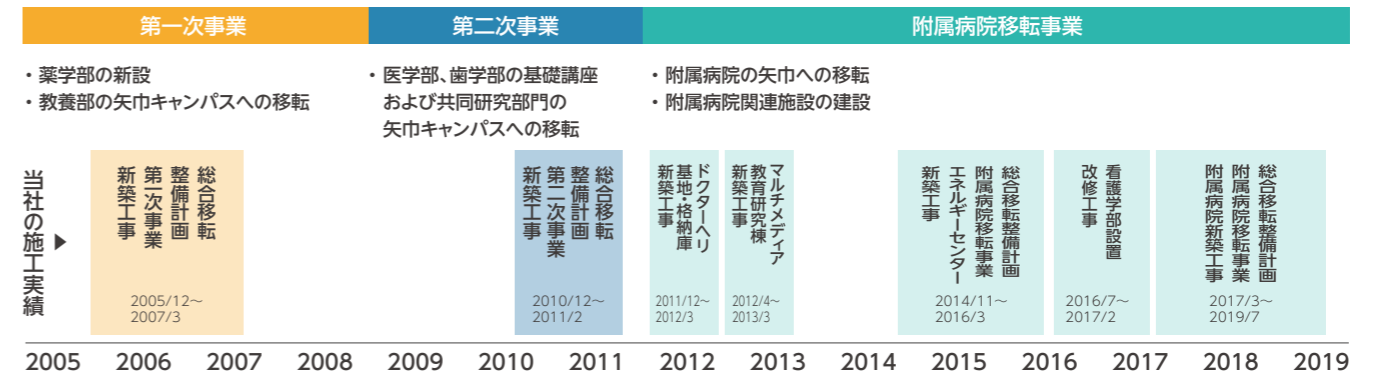 第一次事業
第二次事業
附属病院移転事業
・薬学部の新設
・教養部の矢巾キャンパスへの移転
・医学部、歯学部の基礎講座
および共同研究部門の
矢巾キャンパスへの移転
・附属病院の矢巾への移転
・附属病院関連施設の建設
当社の施工実績▶
総合移転
整備計画
第一次事業
新築工事
2005/12～
2007/3
総合移転
整備計画
第二次事業
新築工事
2010/12～
2011/2
ドクターヘリ
基地・格納庫
新築工事
2011/12～
2012/3
マルチメディア
教育研究棟
新築工事
2012/4～
2013/3
総合移転整備計画
附属病院移転事業
エネルギーセンター
新築工事
2014/11～
2016/3
看護学部設置
改修工事
2016/7～
2017/2
総合移転整備計画
附属病院移転事業
附属病院新築工事
2017/3～
2019/7
2005 2006 2007 2008 2009 2010 2011 2012 2013 2014 2015 2016 2017 2018 2019